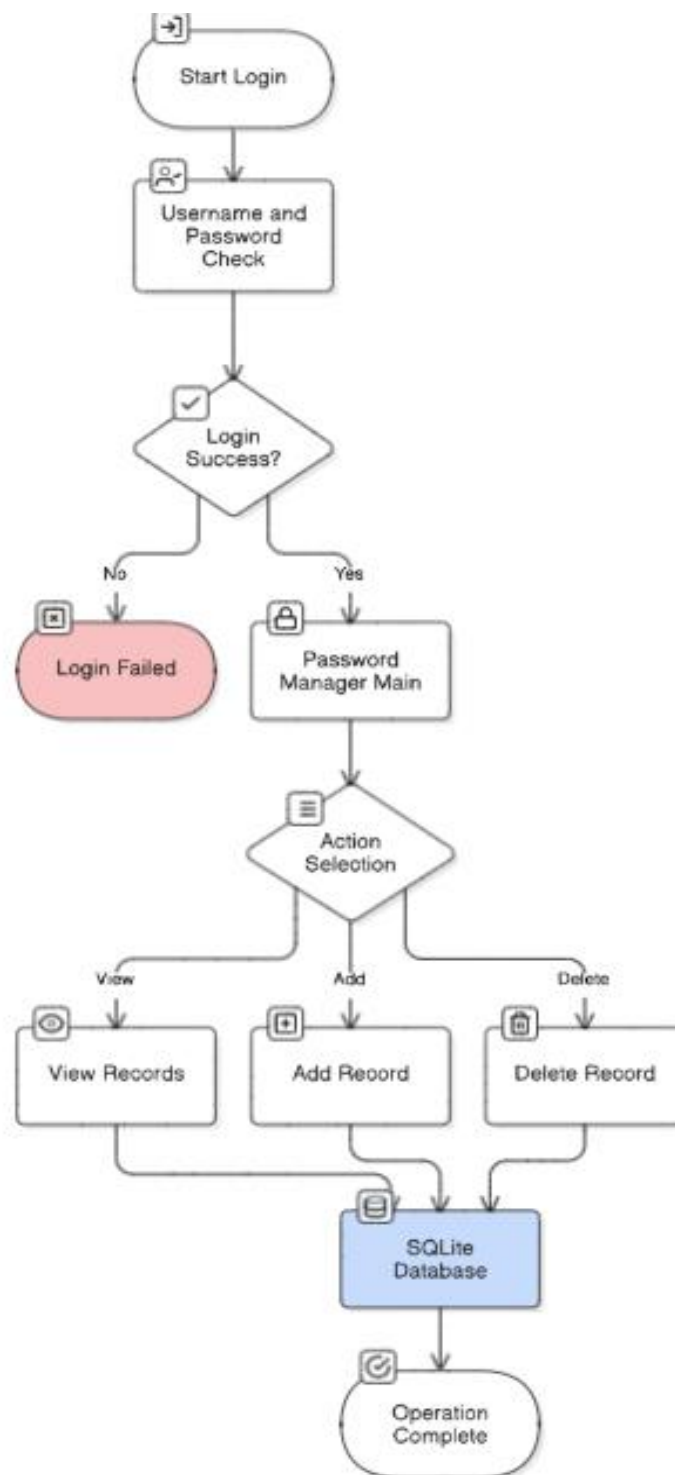 Start Login
Username and
Password
Check
Login
Success?
No
Yes
Login Failed
Password
Manager Main
Action
Selection
View
Add
Delete
View Records
Add Record
Delete Record
SQLite
Database
Operation
Complete